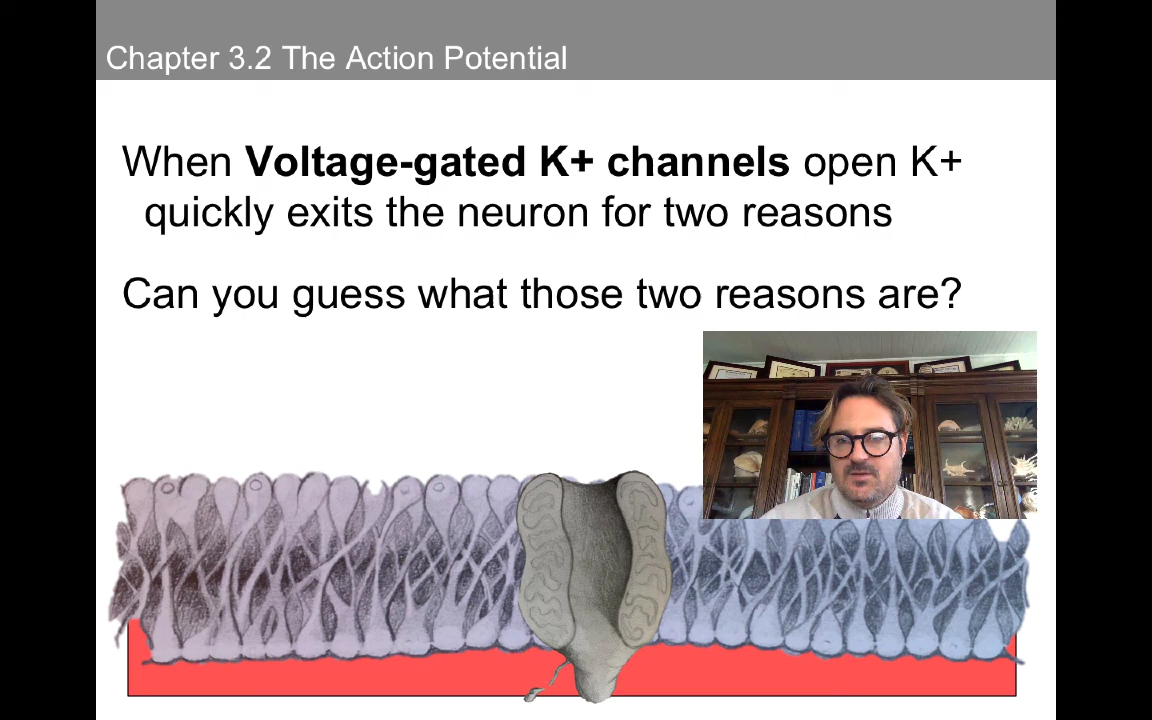 Chapter 3.2 The Action Potential
When Voltage-gated K+ channels open K+
quickly exits the neuron for two reasons
Can you guess what those two reasons are?